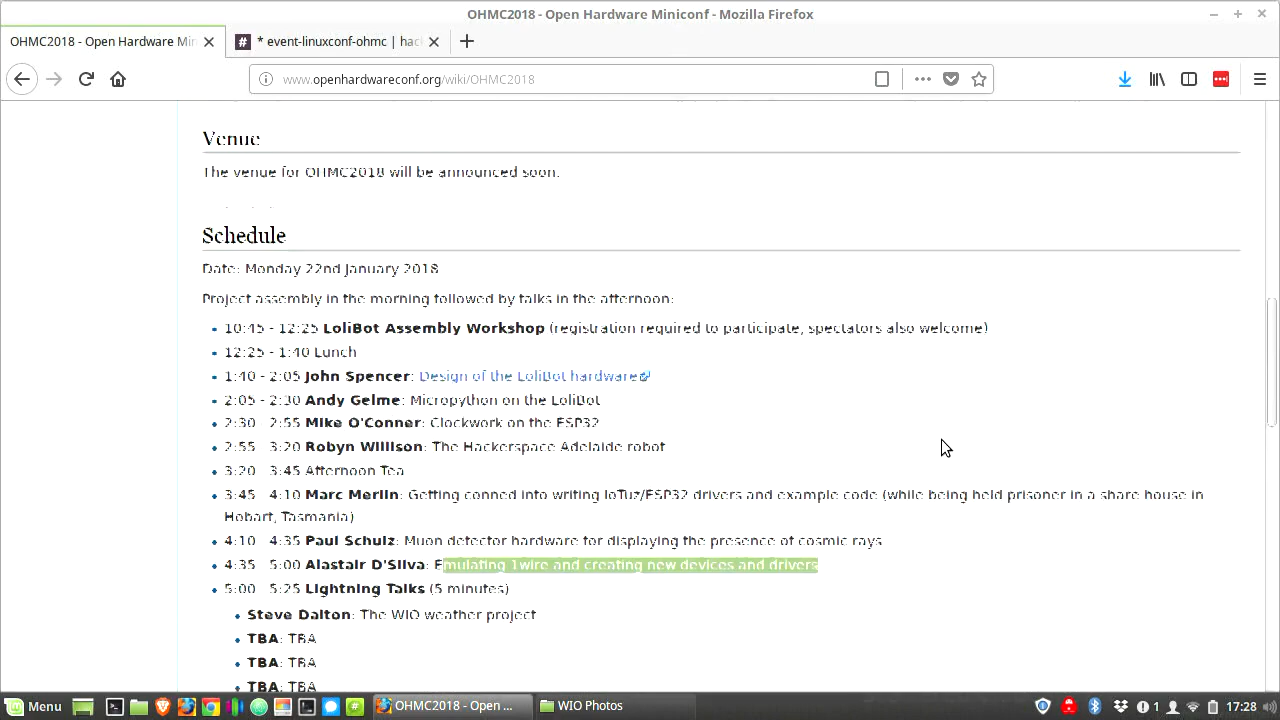 OHMC2018 - Open Hardware Miniconf - Mozilla Firefox
OHMC2018 - Open Hardware Min
# * event-linuxconf-ohmc | hac
www.openhardwareconf.org/wiki/OHMC2018
Venue
The venue for OHMC2018 will be announced soon.
Schedule
Date: Monday 22nd January 2018
Project assembly in the morning followed by talks in the afternoon:
10:45 - 12:25 LoliBot Assembly Workshop (registration required to participate, spectators also welcome)
12:25 - 1:40 Lunch
1:40 - 2:05 John Spencer: Design of the LoliBot hardware
2:05 - 2:30 Andy Gelme: Micropython on the LoliBot
2:30 - 2:55 Mike O'Connor: Clockwork on the ESP32
2:55 - 3:20 Robyn Willison: The Hackerspace Adelaide robot
3:20 - 3:45 Afternoon Tea
3:45 - 4:10 Marc Merlin: Getting conned into writing IoTuz/ESP32 drivers and example code (while being held prisoner in a share house in
Hobart, Tasmania)
4:10 - 4:35 Paul Schulz: Muon detector hardware for displaying the presence of cosmic rays
4:35 - 5:00 Alastair D'Silva: Emulating 1wire and creating new devices and drivers
5:00 - 5:25 Lightning Talks (5 minutes)
Steve Dalton: The WIO weather project
TBA: TBA
TBA: TBA
TBA: TBA
Menu
OHMC2018 - Open ...
WIO Photos
1
17:28